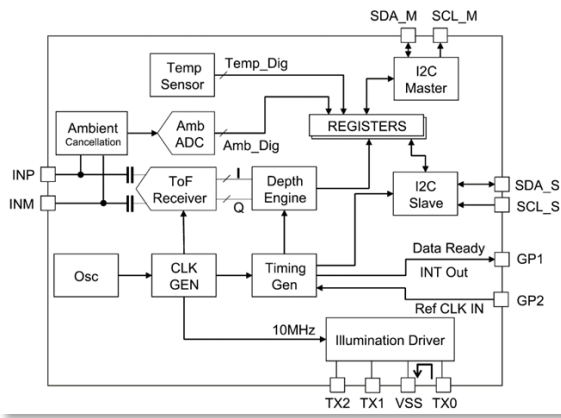 SDA_M SCL_M
Temp
Sensor
Temp_Dig
I2C
Master
Ambient
Cancellation
Amb
ADC
Amb_Dig
REGISTERS
INP
INM
ToF
Receiver
I
Q
Depth
Engine
I2C
Slave
SDA_S
SCL_S
Osc
CLK
GEN
Timing
Gen
Data Ready
INT Out
GP1
Ref CLK IN
GP2
10MHz
Illumination Driver
TX2 TX1 VSS TX0